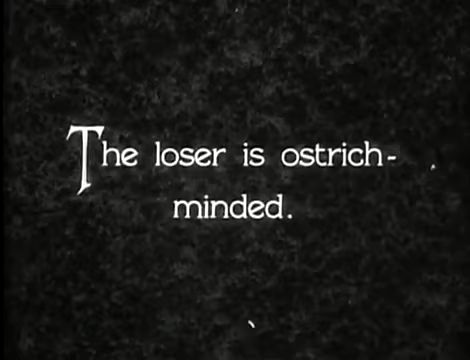 The loser is ostrich-
minded.